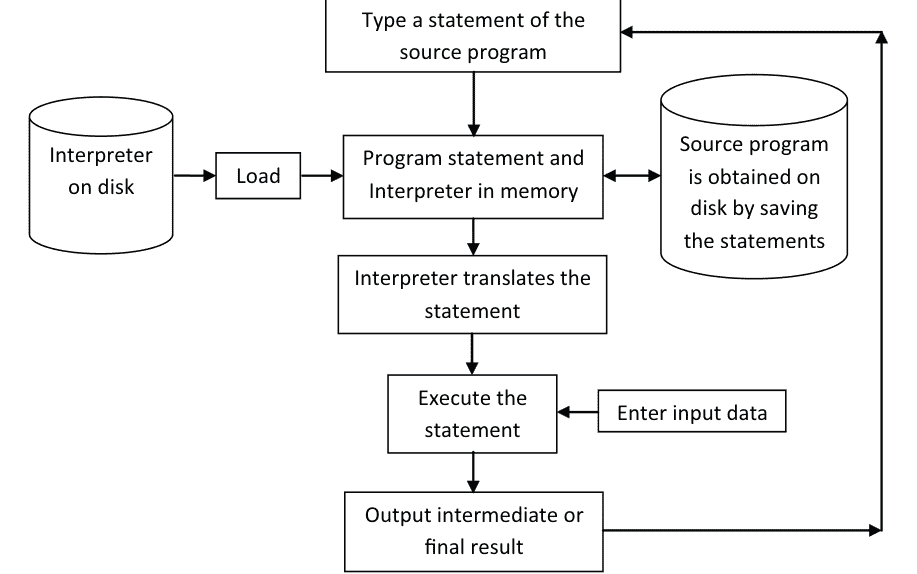 Type a statement of the
source program
Interpreter
on disk
Load
Program statement and
Interpreter in memory
Source program
is obtained on
disk by saving
the statements
Interpreter translates the
statement
Execute the
statement
Enter input data
Output intermediate or
final result